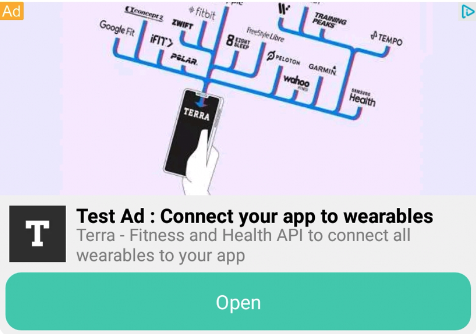 Ad
Concept2
fitbit
ZWIFT
Google Fit
iFIT
POLAR
8 EIGHT SLEEP
FreeStyle Libre
TRAINING PEAKS
TEMPO
PELOTON
GARMIN
wahoo
SAMSUNG
Health
TERRA
T
Test Ad : Connect your app to wearables
Terra - Fitness and Health API to connect all
wearables to your app
Open